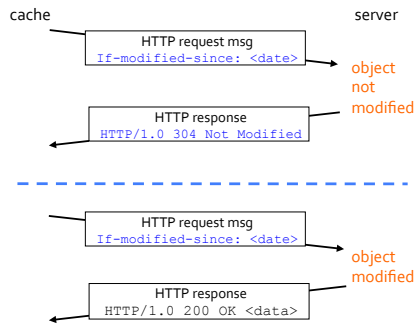 cache
server
HTTP request msg
If-modified-since: <date>
object
not
modified
HTTP response
HTTP/1.0 304 Not Modified
HTTP request msg
If-modified-since: <date>
object
modified
HTTP response
HTTP/1.0 200 OK <data>